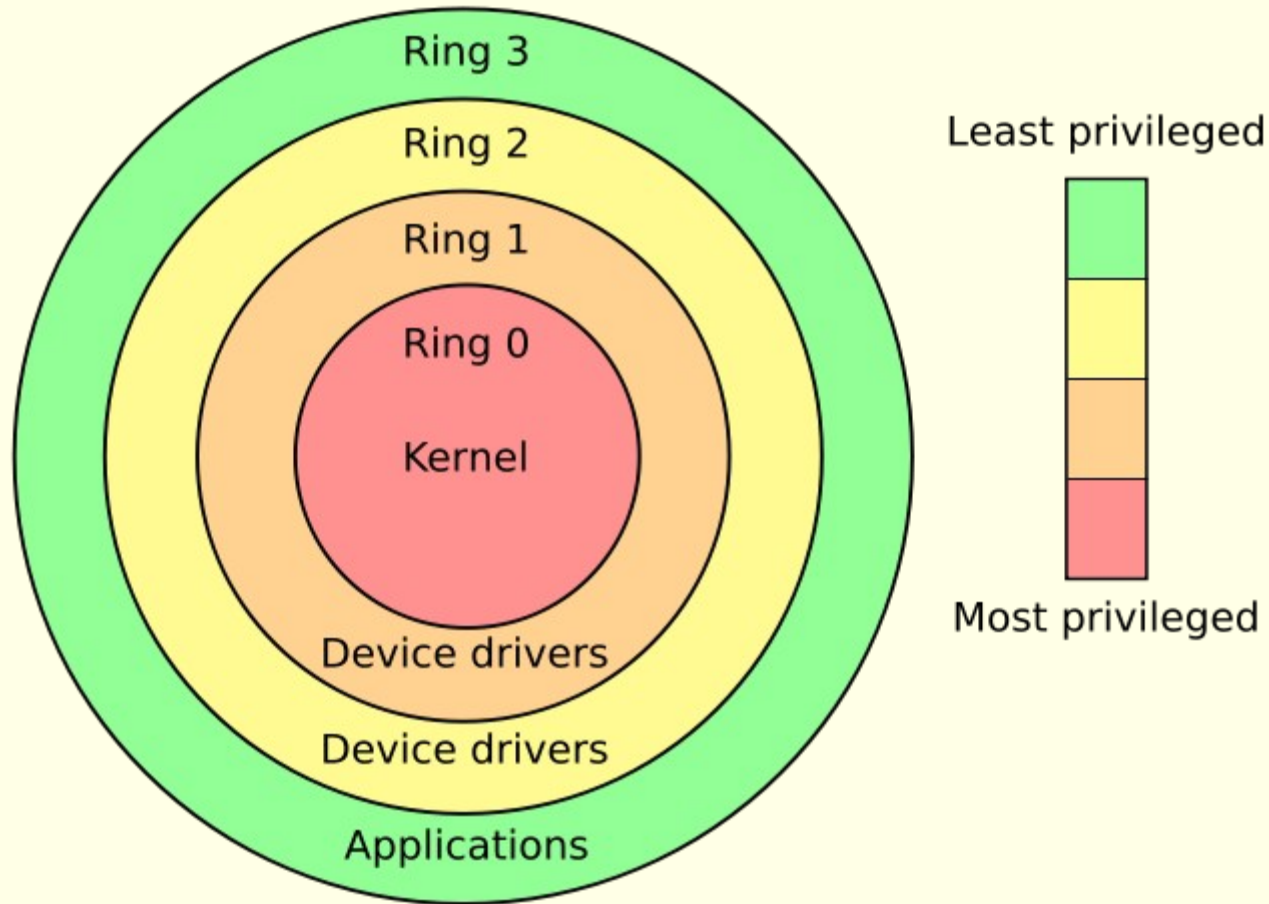 Ring 3
Ring 2
Ring 1
Ring 0
Kernel
Device drivers
Device drivers
Applications
Least privileged
Most privileged